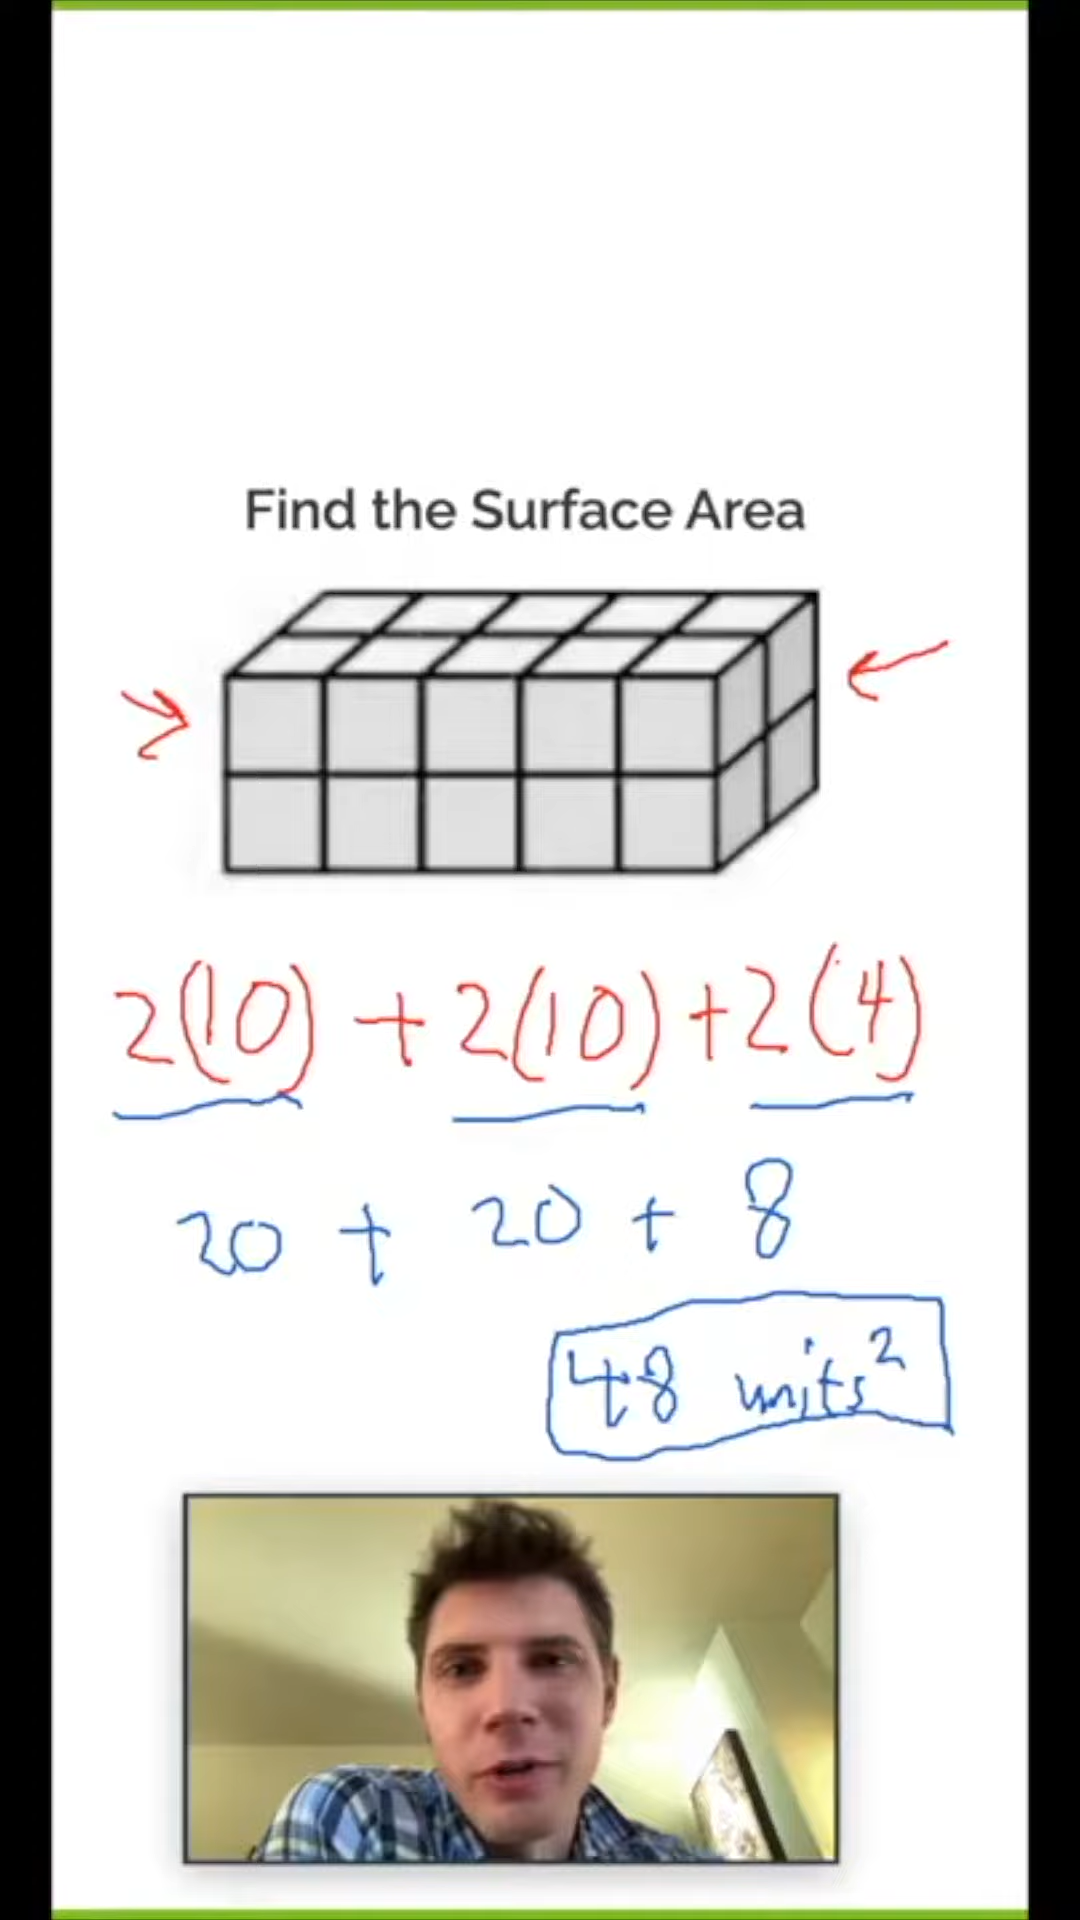 Find the Surface Area
2(10) + 2(10) + 2(4)
20 + 20 + 8
48 units²